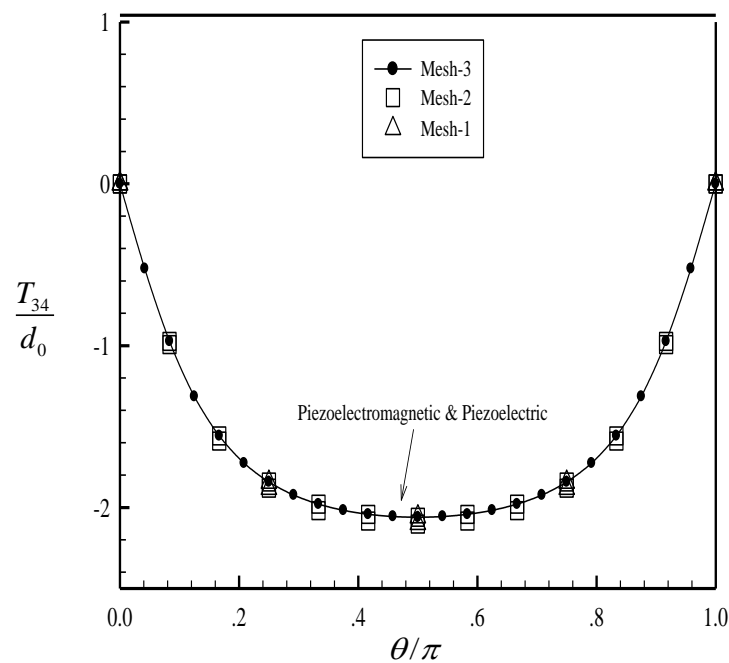 1
Mesh-3
Mesh-2
Mesh-1
0
T34
d0
-1
Piezoelectromagnetic & Piezoelectric
-2
0.0 .2 .4 .6 .8 1.0
θ/π